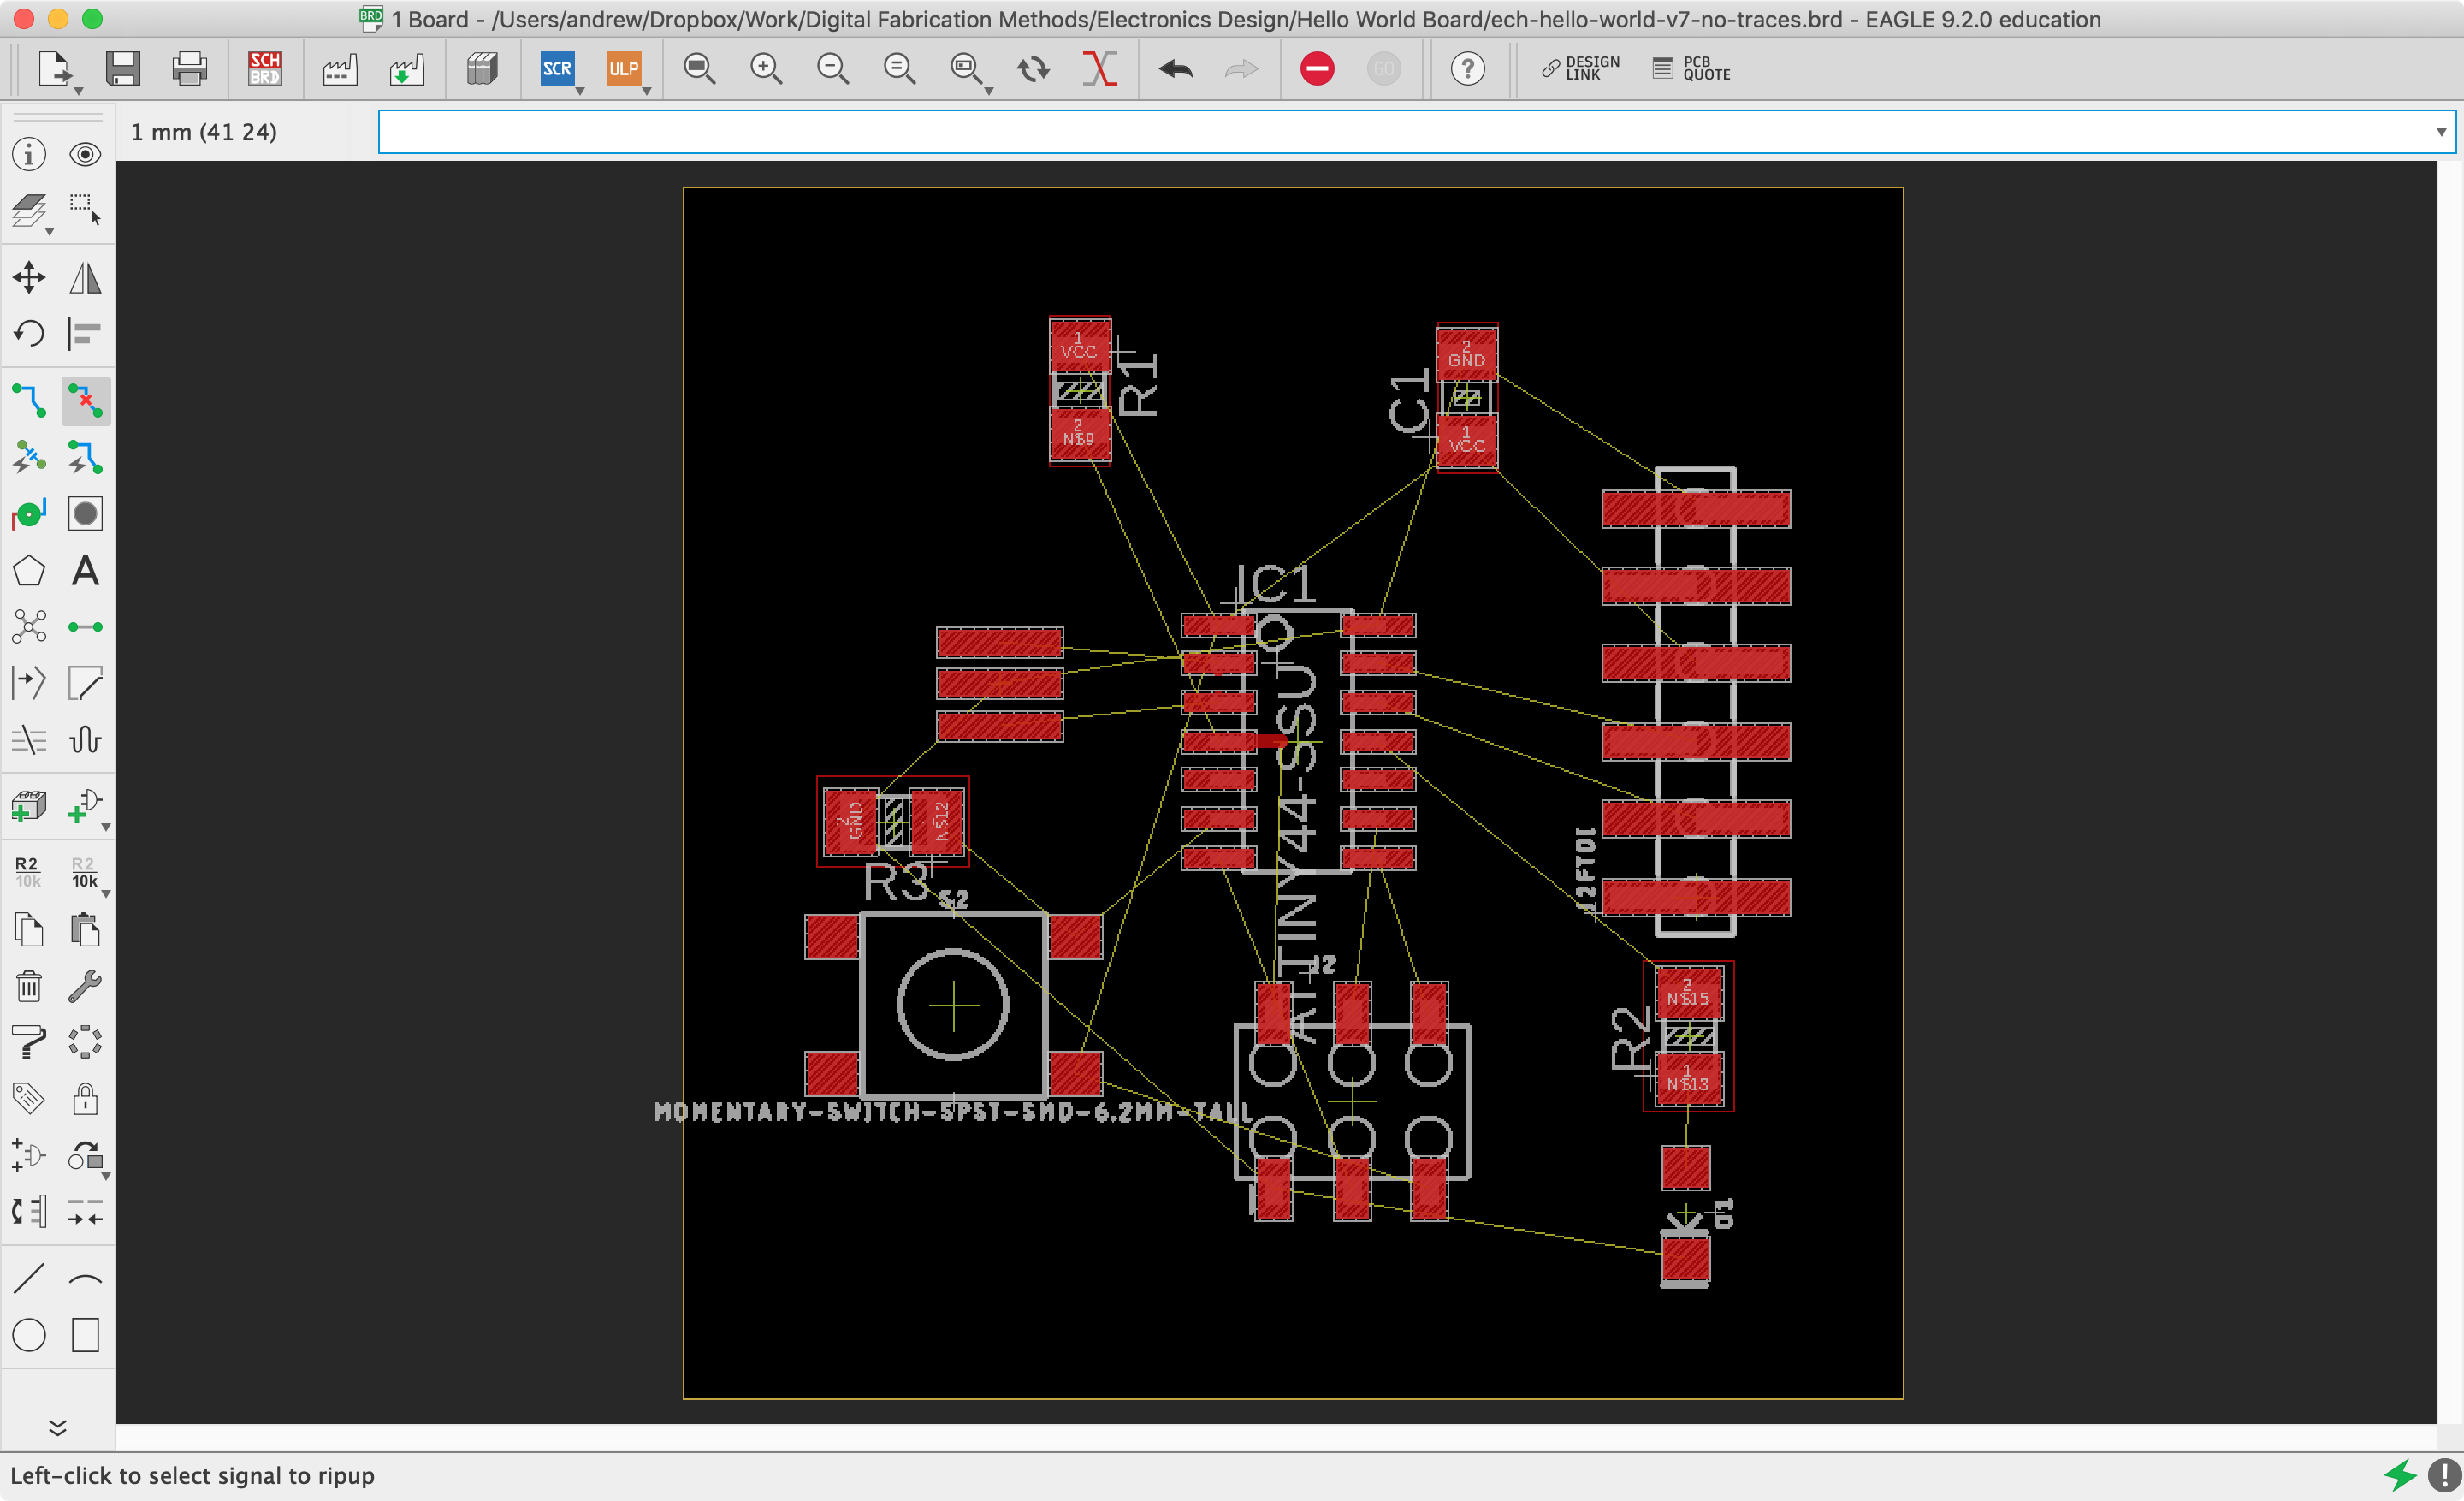 1 Board - /Users/andrew/Dropbox/Work/Digital Fabrication Methods/Electronics Design/Hello World Board/ech-hello-world-v7-no-traces.brd - EAGLE 9.2.0 education
SCH
BRD
SCR
ULP
GO
?
DESIGN
LINK
PCB
QUOTE
1 mm (41 24)
A
R2
10k
R2
10k
1
VCC
R1
2
N$9
2
GND
C1
1
VCC
IC1
ATTINY44-SSU
2
GND
N$12
R3
S2
MOMENTARY-SWITCH-SPST-SMD-6.2MM-TALL
J2
1
2
N$15
R2
1
N$13
K
D1
Left-click to select signal to ripup